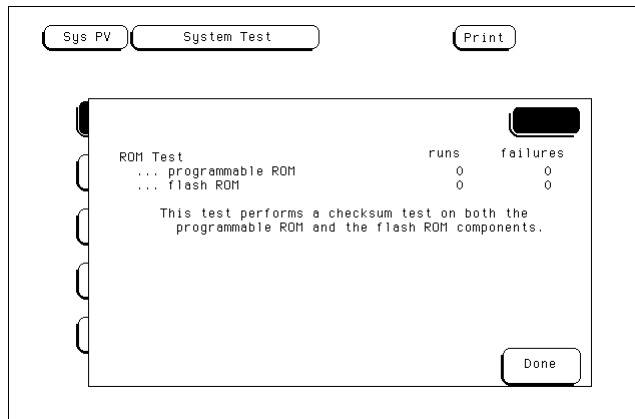 Sys PV System Test Print
ROM Test runs failures
... programmable ROM 0 0
... flash ROM 0 0
This test performs a checksum test on both the
programmable ROM and the flash ROM components.
Done